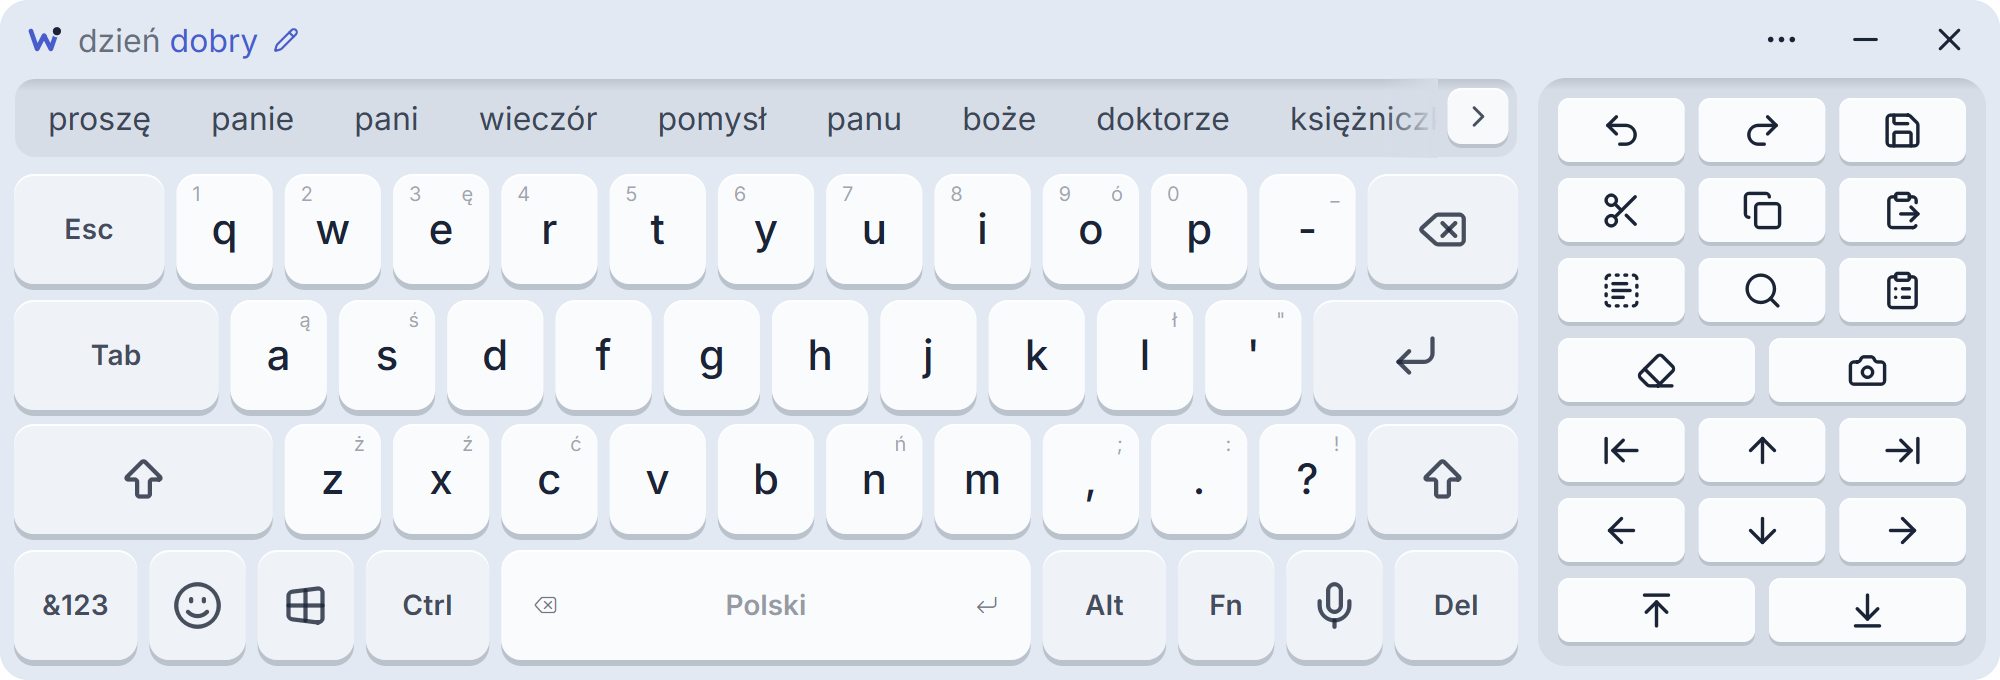 dzień dobry
proszę panie pani wieczór pomysł panu boże doktorze
Esc 1 q 2 w 3 ę e 4 r 5 t 6 y 7 u 8 i 9 ó o 0 p _ -
Tab ą a ś s d f g h j k ł l " '
ż z ź x ć c v b ń n m ; , : . ! ?
&123 Ctrl Polski Alt Fn Del